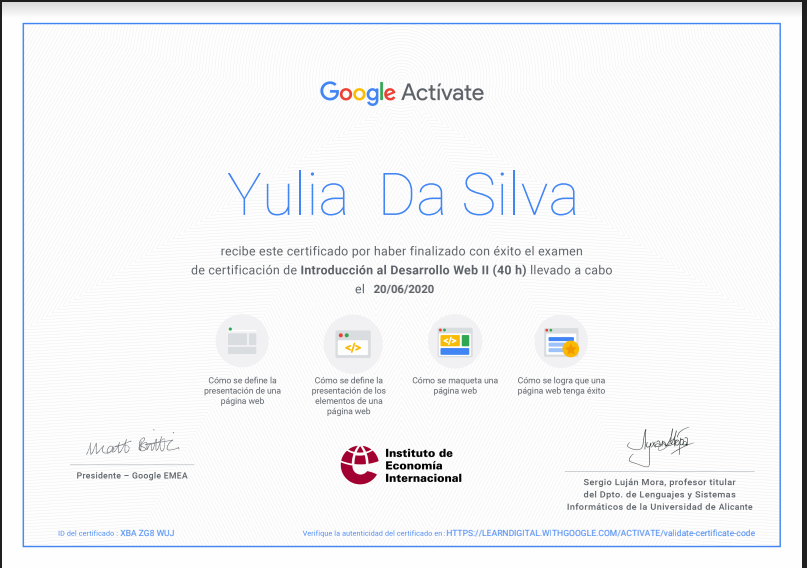 Google Actívate
Yulia Da Silva
recibe este certificado por haber finalizado con éxito el examen
de certificación de Introducción al Desarrollo Web II (40 h) llevado a cabo
el 20/06/2020
</>
</>
Cómo se define la
presentación de una
página web
Cómo se define la
presentación de los
elementos de una
página web
Cómo se maqueta una
página web
Cómo se logra que una
página web tenga éxito
Matt Brittin
Presidente – Google EMEA
Instituto de
Economía
Internacional
Sergio Luján Mora, profesor titular
del Dpto. de Lenguajes y Sistemas
Informáticos de la Universidad de Alicante
ID del certificado : XBA ZG8 WUJ
Verifique la autenticidad del certificado en: HTTPS://LEARNDIGITAL.WITHGOOGLE.COM/ACTIVATE/validate-certificate-code